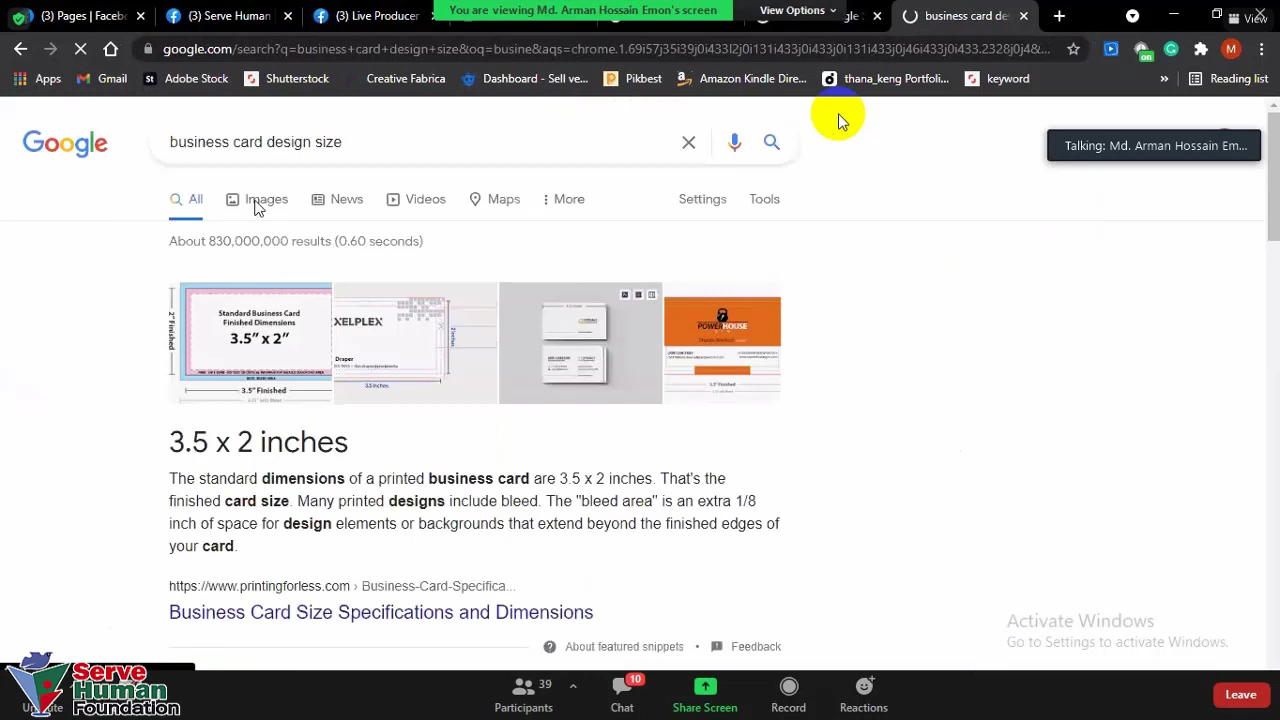 (3) Pages
(3) Serve Human
(3) Live Producer
You are viewing Md. Arman Hossain Emon's screen
View Options
business card de
View
google.com/search?q=business+card+design+size&oq=busine&aqs=chrome.1.69i57j35i39j0i433l2j0i131i433j0i433j0i131i433j0j46i433j0i433.2328j0j4&...
Apps
Gmail
Adobe Stock
Shutterstock
Creative Fabrica
Dashboard - Sell ve...
Pikbest
Amazon Kindle Dire...
thana_keng Portfoli...
keyword
Reading list
Google
business card design size
Talking: Md. Arman Hossain Em...
All
Images
News
Videos
Maps
More
Settings
Tools
About 830,000,000 results (0.60 seconds)
Standard Business Card
Finished Dimensions
3.5" x 2"
2" Finished
3.5" Finished
XELPLEX
Draper
3.5 inches
POWERHOUSE
3.5 x 2 inches
The standard dimensions of a printed business card are 3.5 x 2 inches. That's the
finished card size. Many printed designs include bleed. The "bleed area" is an extra 1/8
inch of space for design elements or backgrounds that extend beyond the finished edges of
your card.
https://www.printingforless.com › Business-Card-Specifica...
Business Card Size Specifications and Dimensions
About featured snippets
Feedback
Activate Windows
Go to Settings to activate Windows.
Serve
Human
Foundation
39
Participants
10
Chat
Share Screen
Record
Reactions
Leave